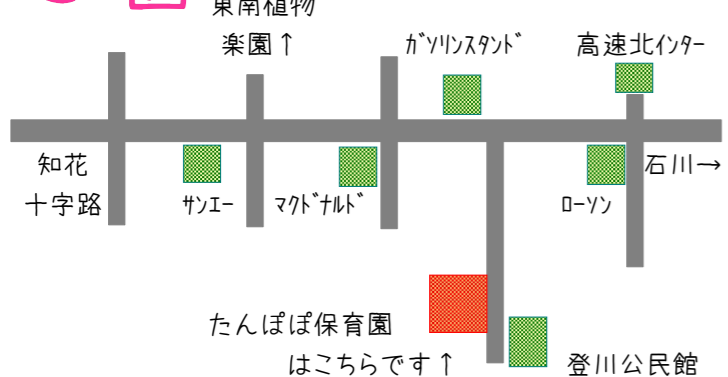 東南植物
楽園↑
ｶﾞｿﾘﾝｽﾀﾝﾄﾞ
高速北ｲﾝﾀｰ
知花
十字路
ｻﾝｴｰ
ﾏｸﾄﾞﾅﾙﾄﾞ
ﾛｰｿﾝ
石川→
たんぽぽ保育園
はこちらです↑
登川公民館